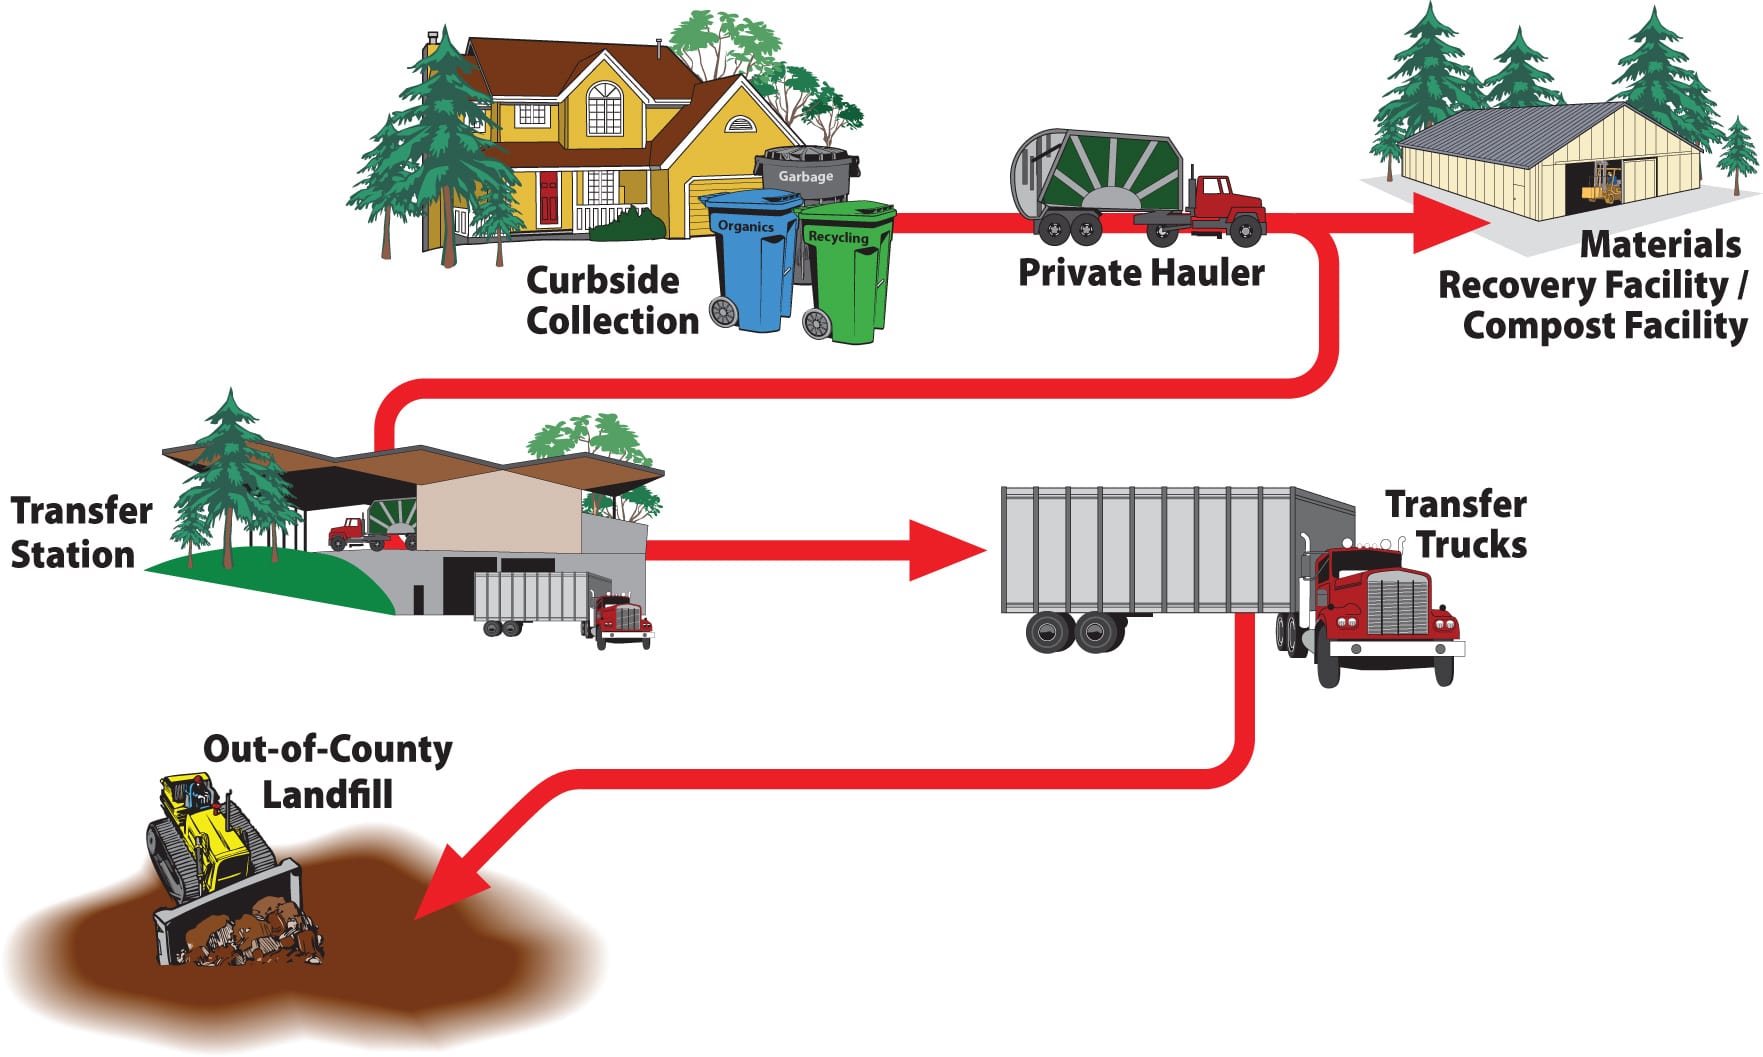 Garbage
Organics
Recycling
Curbside
Collection
Private Hauler
Materials
Recovery Facility /
Compost Facility
Transfer
Station
Transfer
Trucks
Out-of-County
Landfill